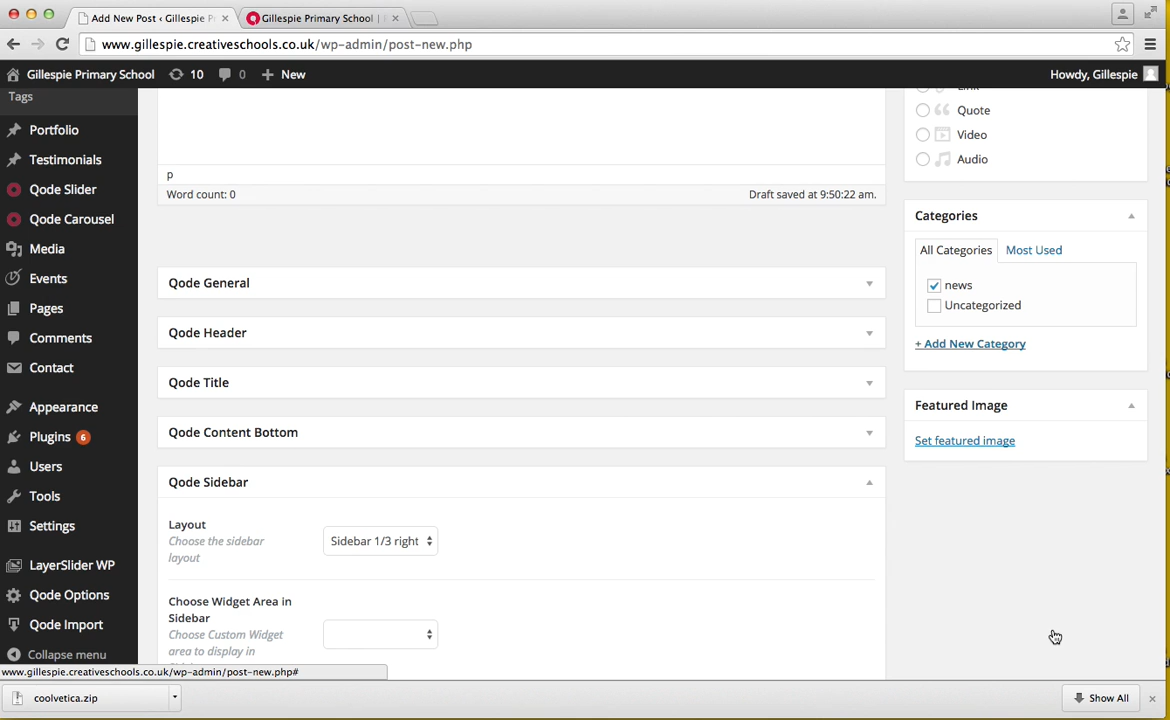 Add New Post ‹ Gillespie P
Gillespie Primary School |
www.gillespie.creativeschools.co.uk/wp-admin/post-new.php
Gillespie Primary School
10
0
New
Howdy, Gillespie
Tags
Portfolio
Testimonials
Qode Slider
Qode Carousel
Media
Events
Pages
Comments
Contact
Appearance
Plugins 6
Users
Tools
Settings
LayerSlider WP
Qode Options
Qode Import
Collapse menu
p
Word count: 0
Draft saved at 9:50:22 am.
Qode General
Qode Header
Qode Title
Qode Content Bottom
Qode Sidebar
Layout
Choose the sidebar
layout
Sidebar 1/3 right
Choose Widget Area in
Sidebar
Choose Custom Widget
area to display in
Link
Quote
Video
Audio
Categories
All Categories
Most Used
news
Uncategorized
+ Add New Category
Featured Image
Set featured image
www.gillespie.creativeschools.co.uk/wp-admin/post-new.php#
coolvetica.zip
Show All